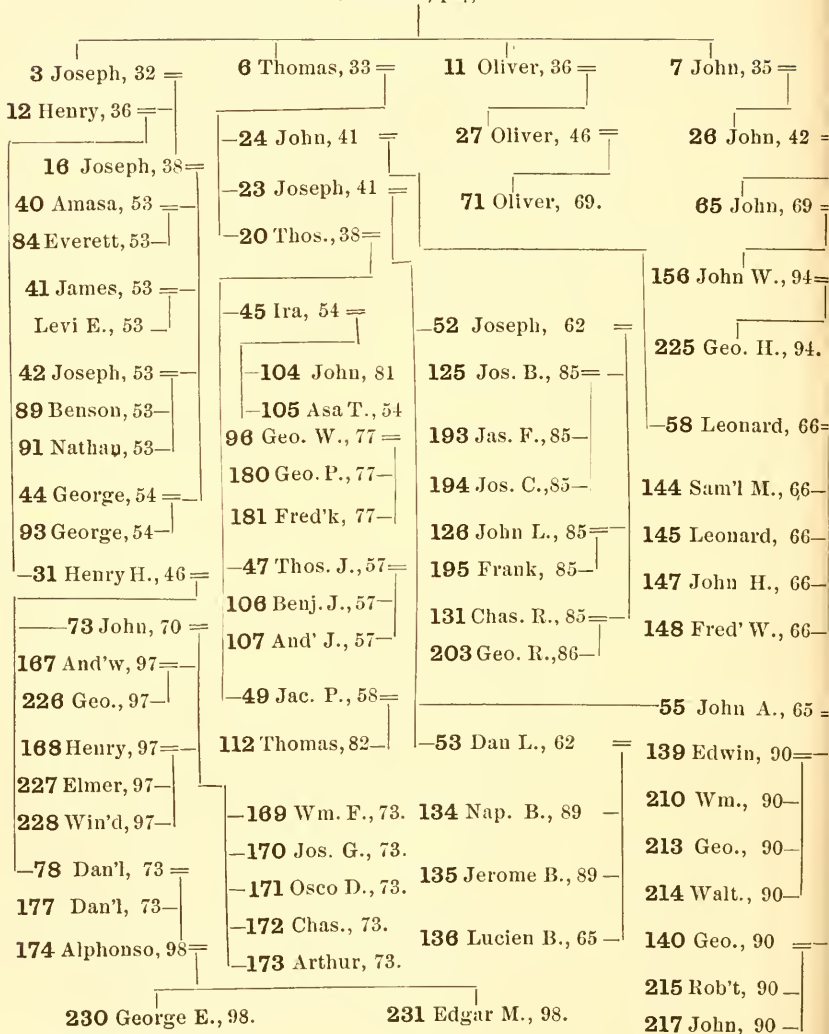 3 Joseph, 32 =
6 Thomas, 33 =
11 Oliver, 36 =
7 John, 35 =
12 Henry, 36 =
16 Joseph, 38 =
40 Amasa, 53 =
84 Everett, 53
41 James, 53 =
Levi E., 53
42 Joseph, 53 =
89 Benson, 53
91 Nathan, 53
44 George, 54 =
93 George, 54
31 Henry H., 46 =
73 John, 70 =
167 And'w, 97 =
226 Geo., 97
168 Henry, 97 =
227 Elmer, 97
228 Win'd, 97
78 Dan'l, 73 =
177 Dan'l, 73
174 Alphonso, 98 =
230 George E., 98.
231 Edgar M., 98.
24 John, 41 =
23 Joseph, 41 =
20 Thos., 38 =
45 Ira, 54 =
104 John, 81
105 Asa T., 54
96 Geo. W., 77 =
180 Geo. P., 77
181 Fred'k, 77
47 Thos. J., 57 =
106 Benj. J., 57
107 And' J., 57
49 Jac. P., 58 =
112 Thomas, 82
169 Wm. F., 73.
170 Jos. G., 73.
171 Osco D., 73.
172 Chas., 73.
173 Arthur, 73.
27 Oliver, 46 =
71 Oliver, 69.
52 Joseph, 62 =
125 Jos. B., 85 =
193 Jas. F., 85
194 Jos. C., 85
126 John L., 85 =
195 Frank, 85
131 Chas. R., 85 =
203 Geo. R., 86
53 Dan L., 62 =
134 Nap. B., 89
135 Jerome B., 89
136 Lucien B., 65
26 John, 42 =
65 John, 69 =
156 John W., 94 =
225 Geo. H., 94.
58 Leonard, 66 =
144 Sam'l M., 66
145 Leonard, 66
147 John H., 66
148 Fred' W., 66
55 John A., 65 =
139 Edwin, 90 =
210 Wm., 90
213 Geo., 90
214 Walt., 90
140 Geo., 90 =
215 Rob't, 90
217 John, 90